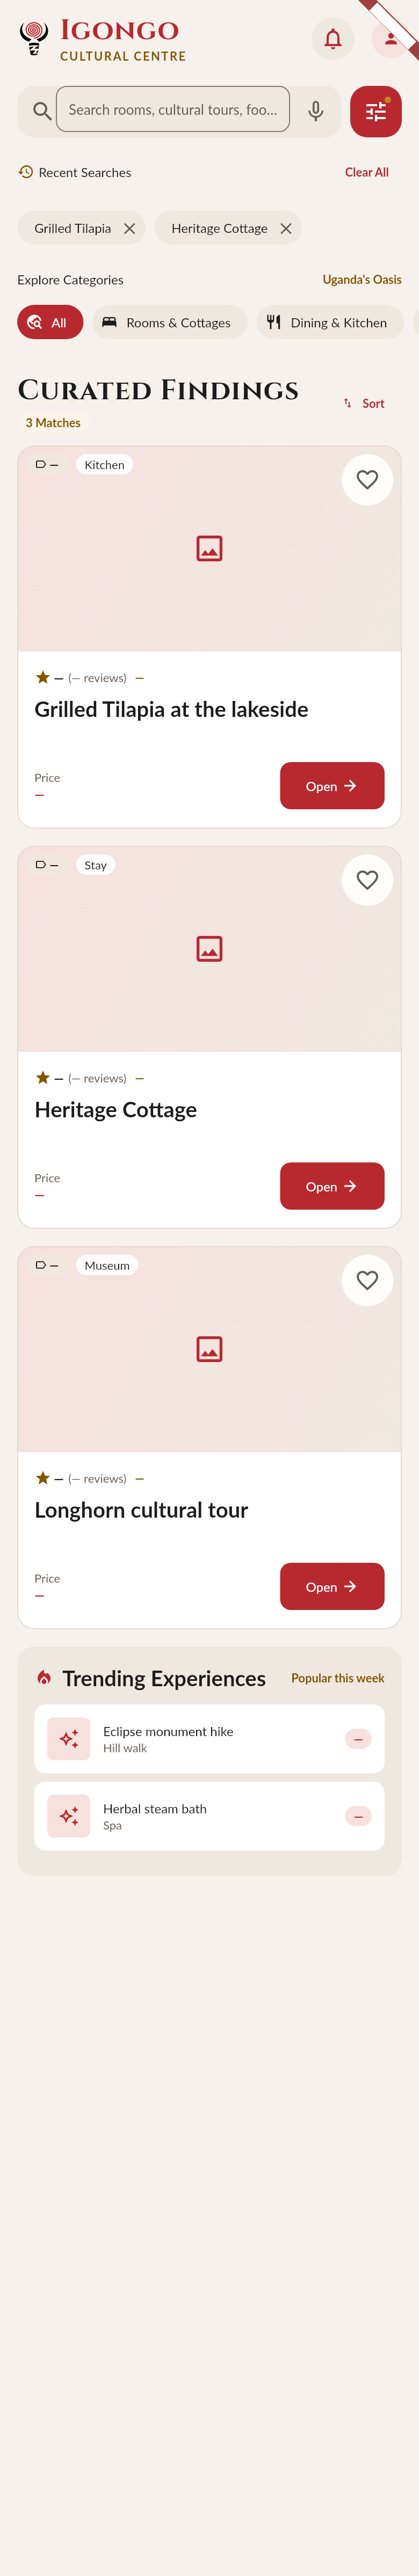 Igongo
CULTURAL CENTRE
Search rooms, cultural tours, foo...
Recent Searches
Clear All
Grilled Tilapia
Heritage Cottage
Explore Categories
Uganda's Oasis
All
Rooms & Cottages
Dining & Kitchen
Curated Findings
Sort
3 Matches
—
Kitchen
— (— reviews) —
Grilled Tilapia at the lakeside
Price
—
Open
—
Stay
— (— reviews) —
Heritage Cottage
Price
—
Open
—
Museum
— (— reviews) —
Longhorn cultural tour
Price
—
Open
Trending Experiences
Popular this week
Eclipse monument hike
Hill walk
—
Herbal steam bath
Spa
—